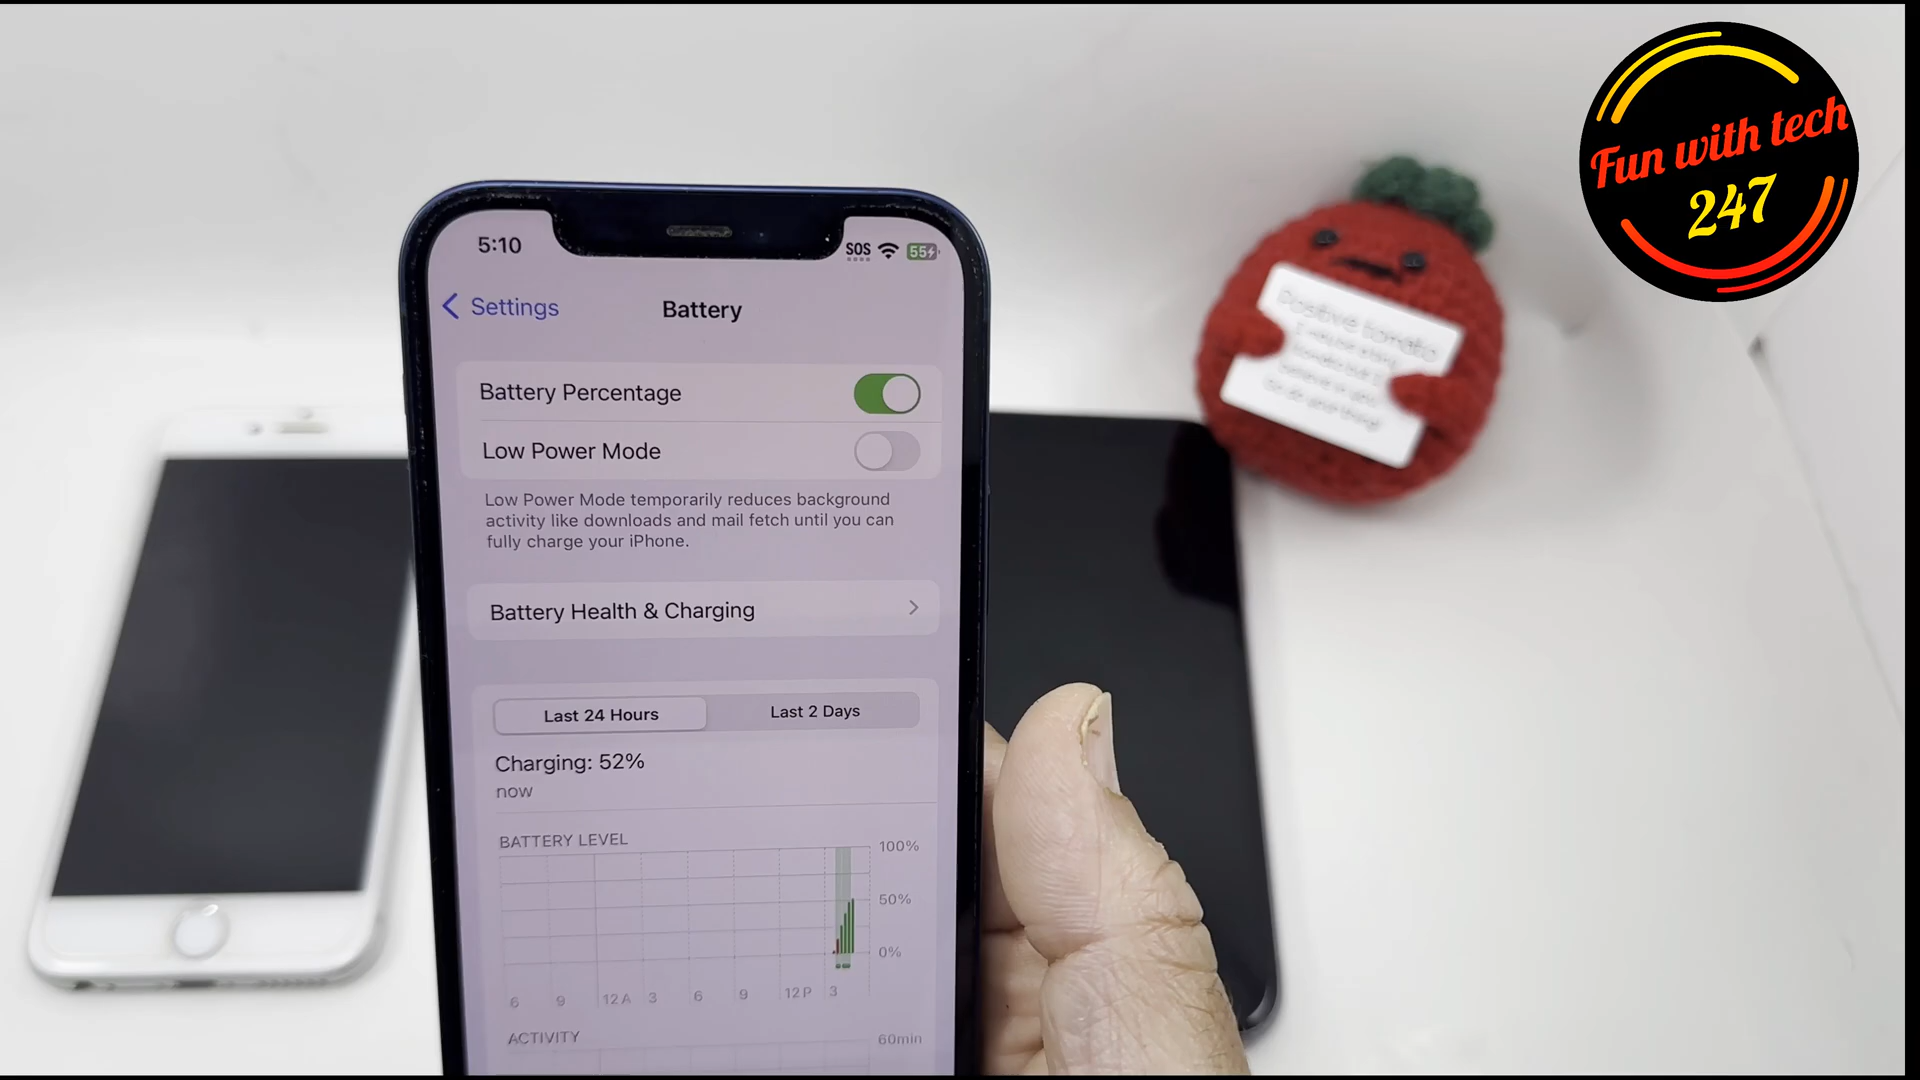 Fun with tech
247
5:10
SOS
55
Settings
Battery
Battery Percentage
Low Power Mode
Low Power Mode temporarily reduces background
activity like downloads and mail fetch until you can
fully charge your iPhone.
Battery Health & Charging
Last 24 Hours
Last 2 Days
Charging: 52%
now
BATTERY LEVEL
100%
50%
0%
6 9 12 A 3 6 9 12 P 3
ACTIVITY
60min
Positive tomato